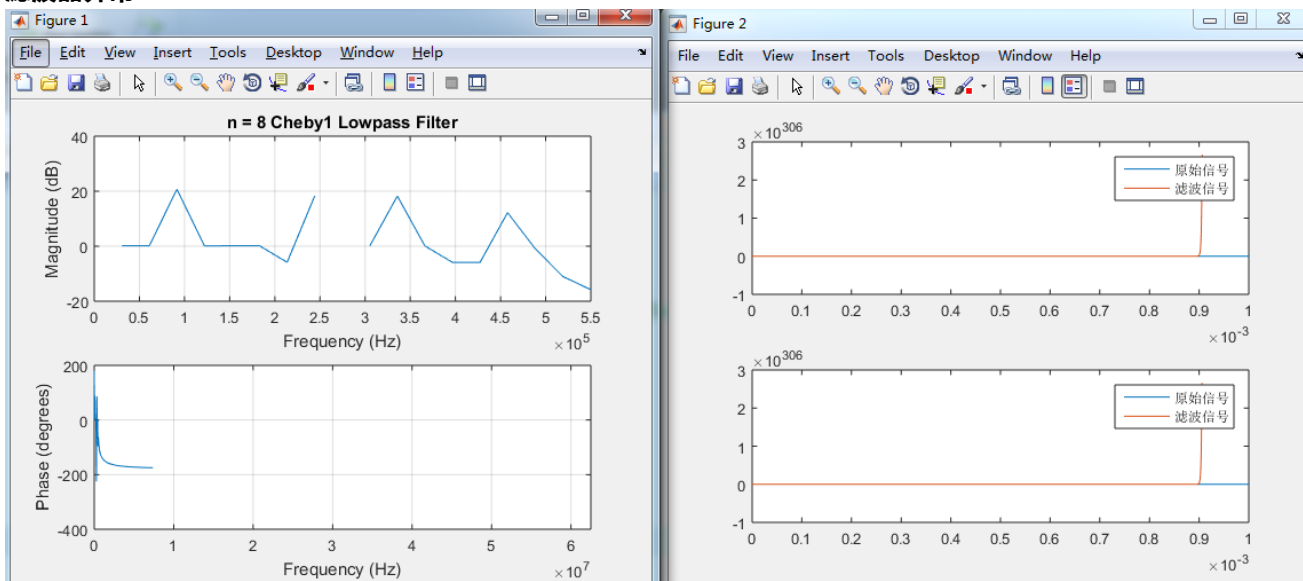 Figure 1
File Edit View Insert Tools Desktop Window Help
n = 8 Cheby1 Lowpass Filter
Magnitude (dB)
40
20
0
-20
0 0.5 1 1.5 2 2.5 3 3.5 4 4.5 5 5.5
Frequency (Hz)
×10^5
Phase (degrees)
200
0
-200
-400
0 1 2 3 4 5 6
Frequency (Hz)
×10^7
Figure 2
File Edit View Insert Tools Desktop Window Help
×10^306
3
2
1
0
-1
原始信号
滤波信号
0 0.1 0.2 0.3 0.4 0.5 0.6 0.7 0.8 0.9 1
×10^-3
×10^306
3
2
1
0
-1
原始信号
滤波信号
0 0.1 0.2 0.3 0.4 0.5 0.6 0.7 0.8 0.9 1
×10^-3